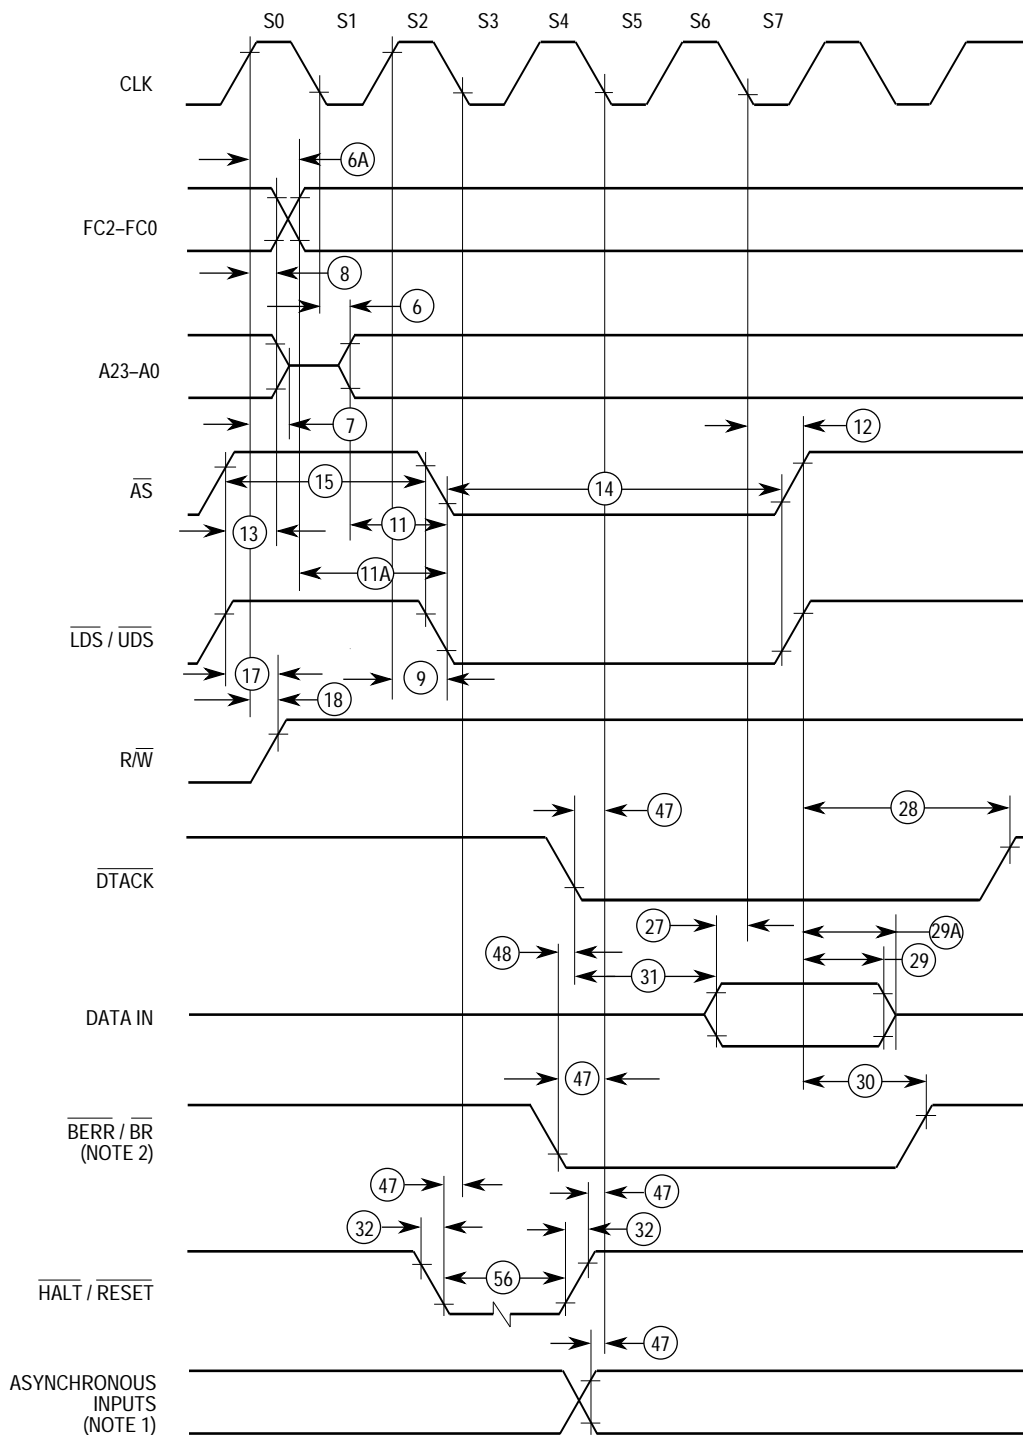 S0 S1 S2 S3 S4 S5 S6 S7
CLK
6A
FC2–FC0
8
6
A23–A0
7
12
15
14
AS
13
11
11A
LDS / UDS
17
9
18
R/W
47
28
DTACK
27
29A
48
31
29
DATA IN
47
30
BERR / BR
(NOTE 2)
47
47
32
32
56
HALT / RESET
47
ASYNCHRONOUS
INPUTS
(NOTE 1)